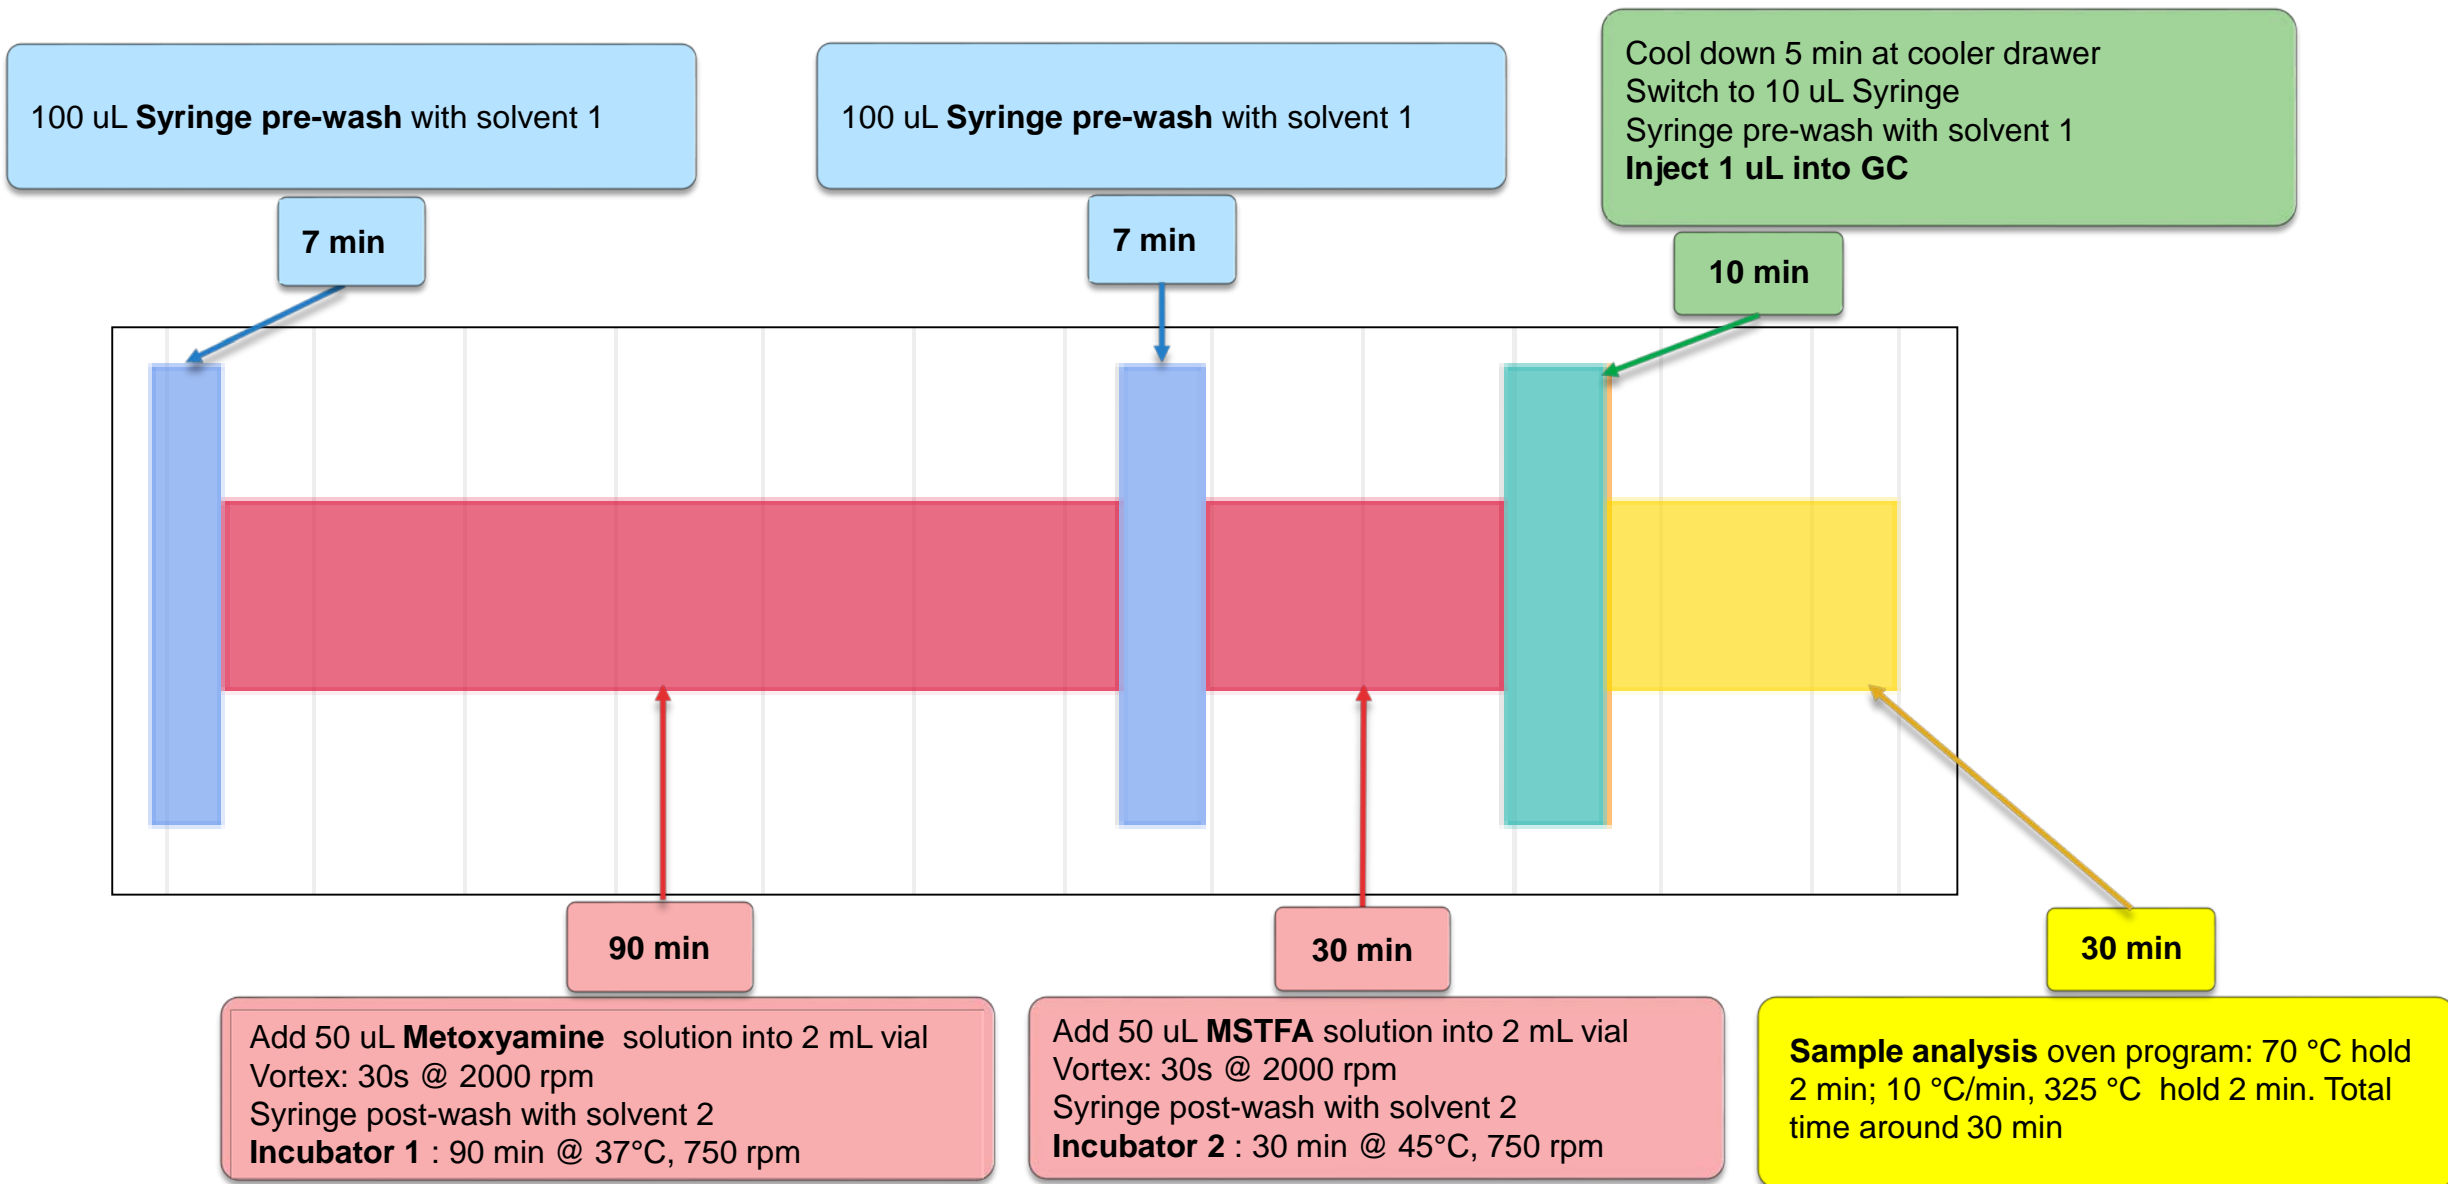 100 uL Syringe pre-wash with solvent 1
7 min
100 uL Syringe pre-wash with solvent 1
7 min
Cool down 5 min at cooler drawer
Switch to 10 uL Syringe
Syringe pre-wash with solvent 1
Inject 1 uL into GC
10 min
90 min
Add 50 uL Metoxyamine solution into 2 mL vial
Vortex: 30s @ 2000 rpm
Syringe post-wash with solvent 2
Incubator 1 : 90 min @ 37°C, 750 rpm
30 min
Add 50 uL MSTFA solution into 2 mL vial
Vortex: 30s @ 2000 rpm
Syringe post-wash with solvent 2
Incubator 2 : 30 min @ 45°C, 750 rpm
30 min
Sample analysis oven program: 70 °C hold
2 min; 10 °C/min, 325 °C hold 2 min. Total
time around 30 min